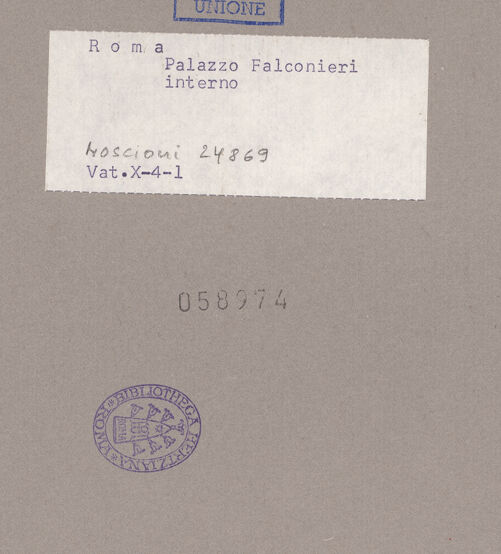 UNIONE
Roma
Palazzo Falconieri
interno
Moscioni 24869
Vat.X-4-1
058974
BIBLIOTHECA HERTZIANA * ROMA *